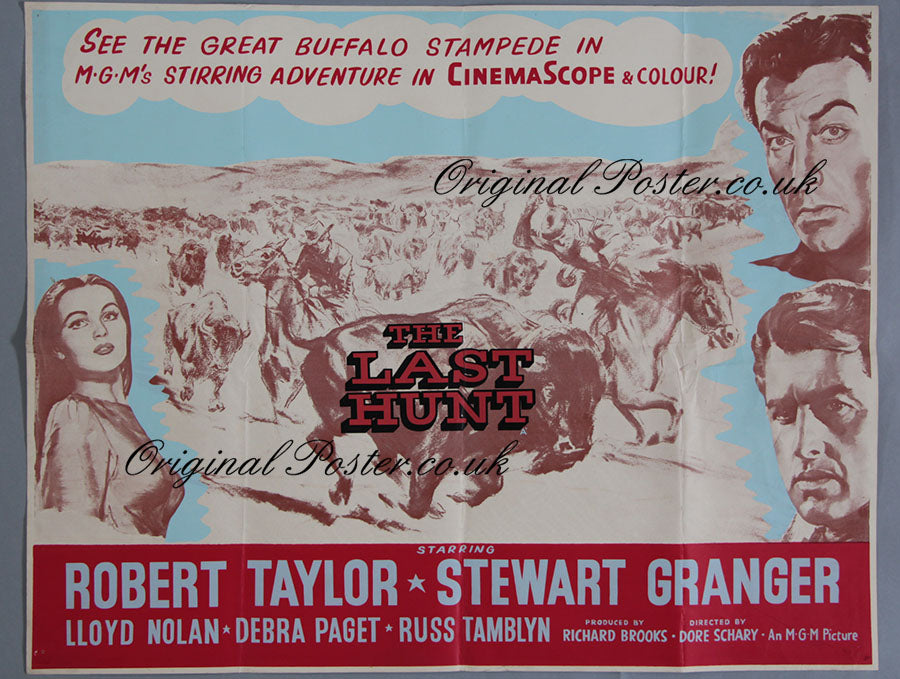 SEE THE GREAT BUFFALO STAMPEDE IN
M·G·M's STIRRING ADVENTURE IN CINEMASCOPE & COLOUR!
Original Poster.co.uk
THE
LAST
HUNT
Original Poster.co.uk
STARRING
ROBERT TAYLOR ★ STEWART GRANGER
LLOYD NOLAN ★ DEBRA PAGET ★ RUSS TAMBLYN
PRODUCED BY RICHARD BROOKS · DIRECTED BY DORE SCHARY · An M·G·M Picture